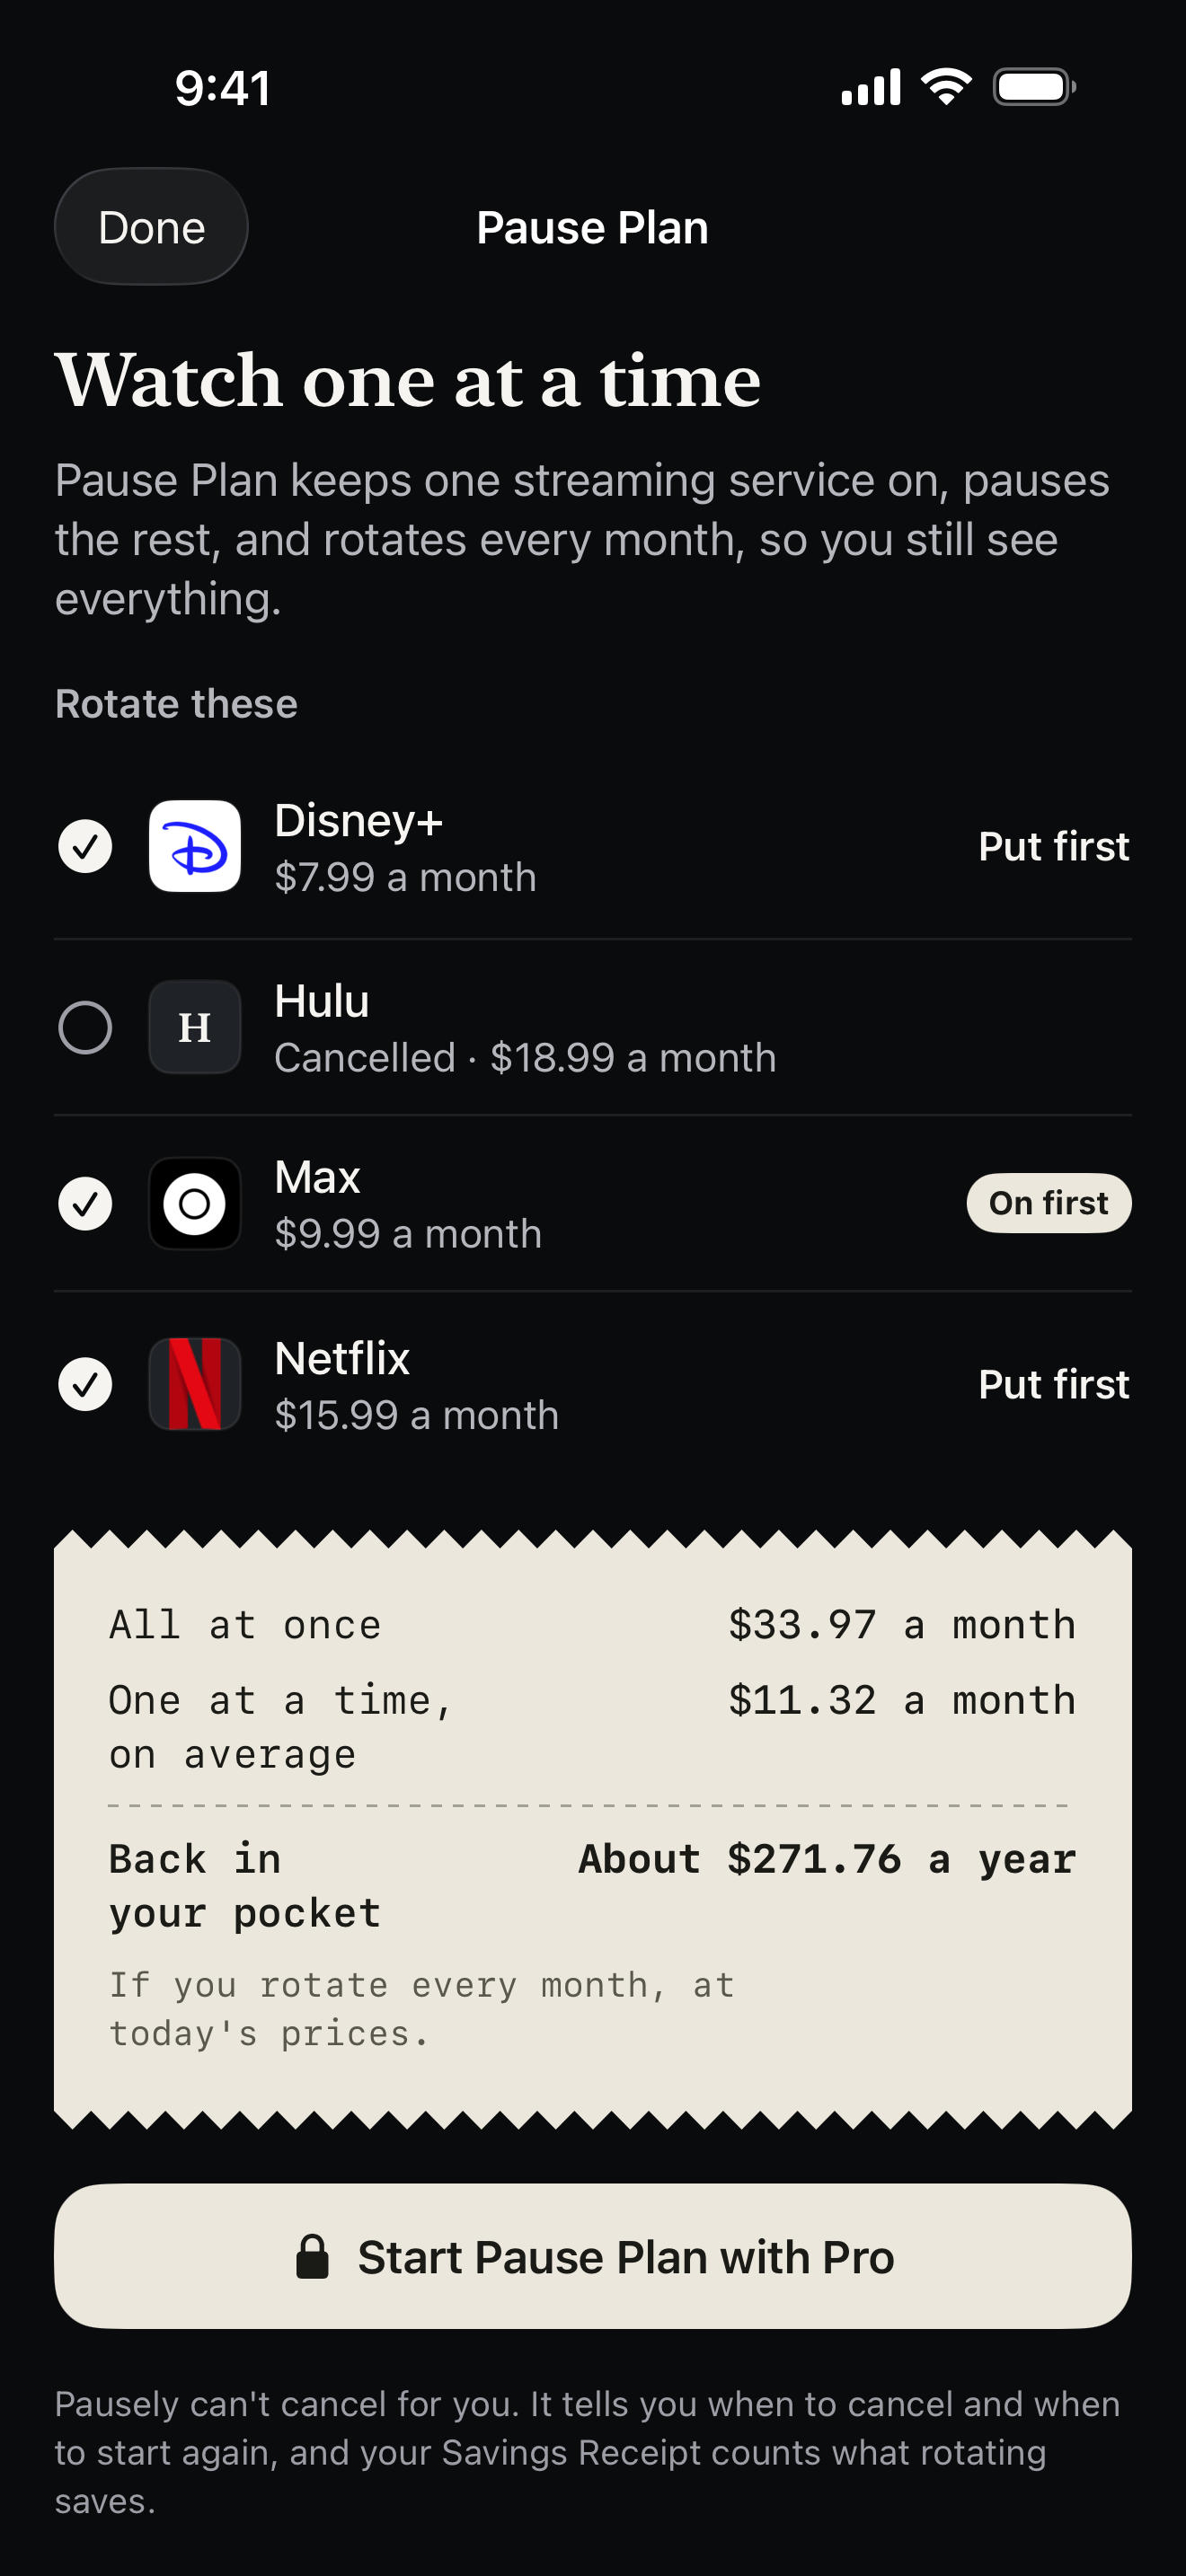 9:41
Done
Pause Plan
Watch one at a time
Pause Plan keeps one streaming service on, pauses
the rest, and rotates every month, so you still see
everything.
Rotate these
Disney+
$7.99 a month
Put first
H
Hulu
Cancelled · $18.99 a month
Max
$9.99 a month
On first
N
Netflix
$15.99 a month
Put first
All at once $33.97 a month
One at a time, $11.32 a month
on average
Back in About $271.76 a year
your pocket
If you rotate every month, at
today's prices.
Start Pause Plan with Pro
Pausely can't cancel for you. It tells you when to cancel and when
to start again, and your Savings Receipt counts what rotating
saves.